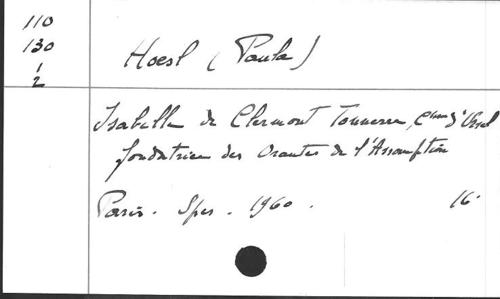 110
130
1
2
Hoesl (Paula)
Isabelle de Clermont Tonnerre, Ctesse d'Ursel
fondatrice des Orantes de l'Assomption
Paris. Spes. 1960. 16°